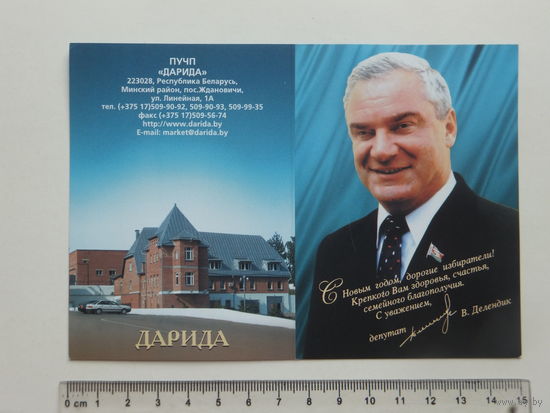 ПУЧП
«ДАРИДА»
223028, Республика Беларусь,
Минский район, пос.Ждановичи,
ул. Линейная, 1А
тел. (+375 17)509-90-92, 509-90-93, 509-99-35
факс (+375 17)509-56-74
http://www.darida.by
E-mail: market@darida.by
ДАРИДА
С Новым годом, дорогие избиратели!
Крепкого Вам здоровья, счастья,
семейного благополучия.
С уважением,
депутат В. Делендик
0 cm 1 2 3 4 5 6 7 8 9 10 11 12 13 14 15